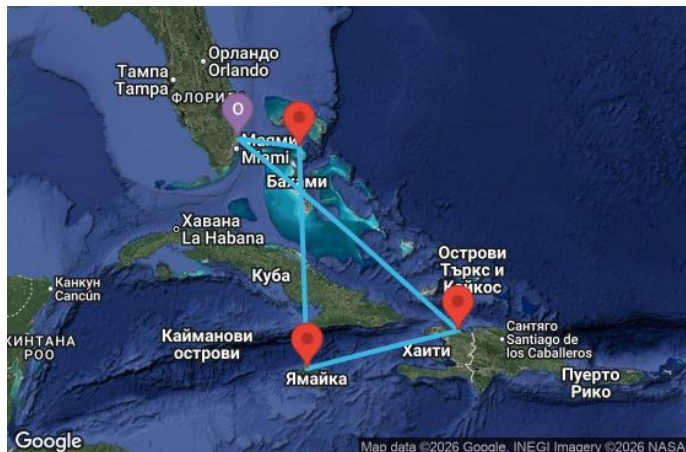 Орландо
Orlando
Тампа
Tampa
ФЛОРИДА
O
Маями
Miami
Бахами
Хавана
La Habana
Куба
Канкун
Cancún
КИНТАНА
РОО
Кайманови
острови
Ямайка
Острови
Търкс и
Кайкос
Хаити
Сантяго
Santiago de
los Caballeros
Пуерто
Рико
Google
Map data ©2026 Google, INEGI Imagery ©2026 NASA